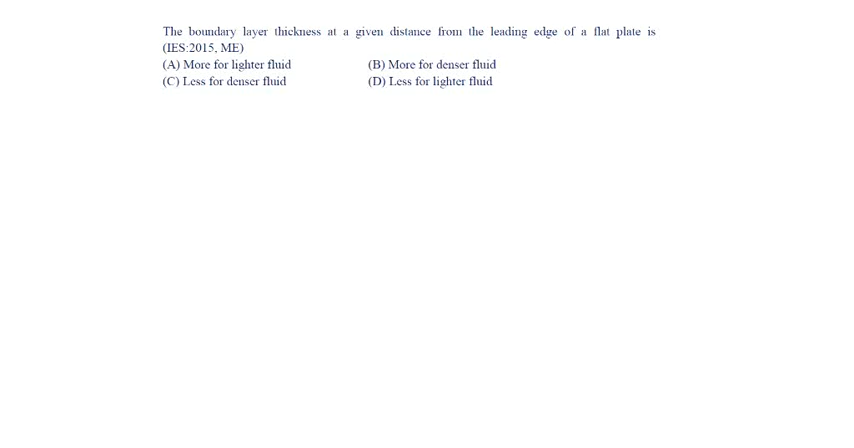 The boundary layer thickness at a given distance from the leading edge of a flat plate is
(IES:2015, ME)
(A) More for lighter fluid (B) More for denser fluid
(C) Less for denser fluid (D) Less for lighter fluid